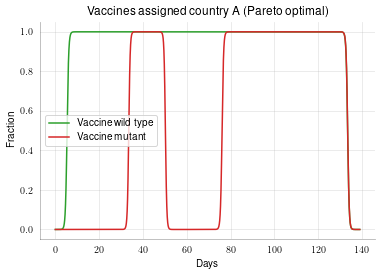 Vaccines assigned country A (Pareto optimal)
1.0
0.8
0.6
0.4
0.2
0.0
Fraction
Vaccine wild type
Vaccine mutant
0 20 40 60 80 100 120 140
Days